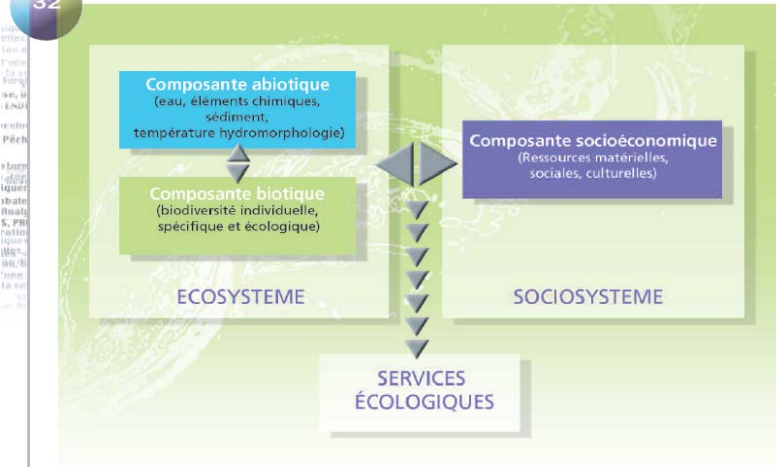 32
Composante abiotique
(eau, éléments chimiques,
sédiment,
température hydromorphologie)
Composante biotique
(biodiversité individuelle,
spécifique et écologique)
ECOSYSTEME
Composante socioéconomique
(Ressources matérielles,
sociales, culturelles)
SOCIOSYSTEME
SERVICES
ÉCOLOGIQUES